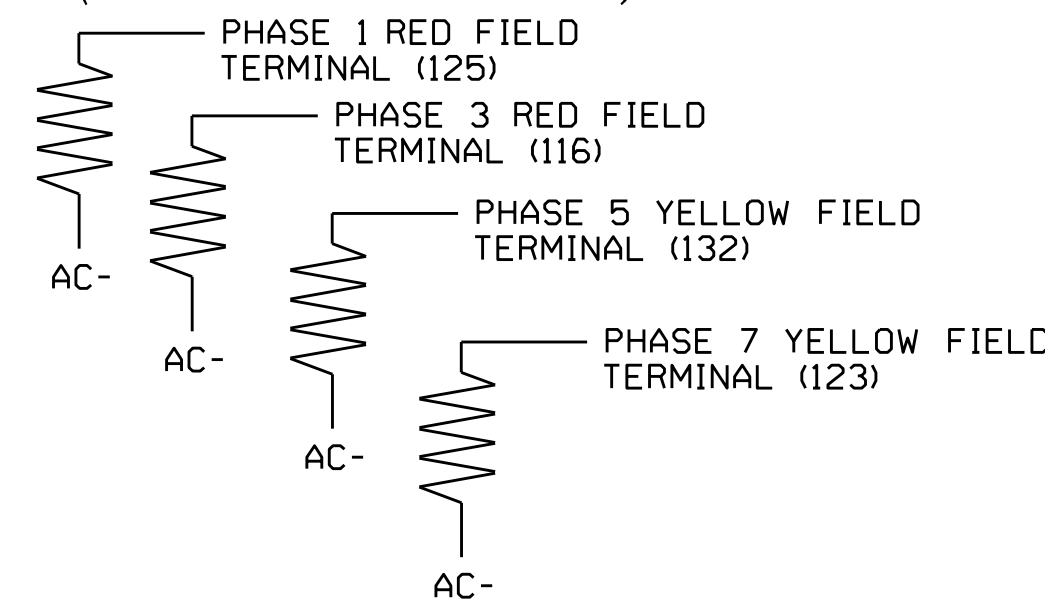 PHASE 1 RED FIELD
TERMINAL (125)
PHASE 3 RED FIELD
TERMINAL (116)
PHASE 5 YELLOW FIELD
TERMINAL (132)
AC-
PHASE 7 YELLOW FIELD
TERMINAL (123)
AC-
AC-
AC-